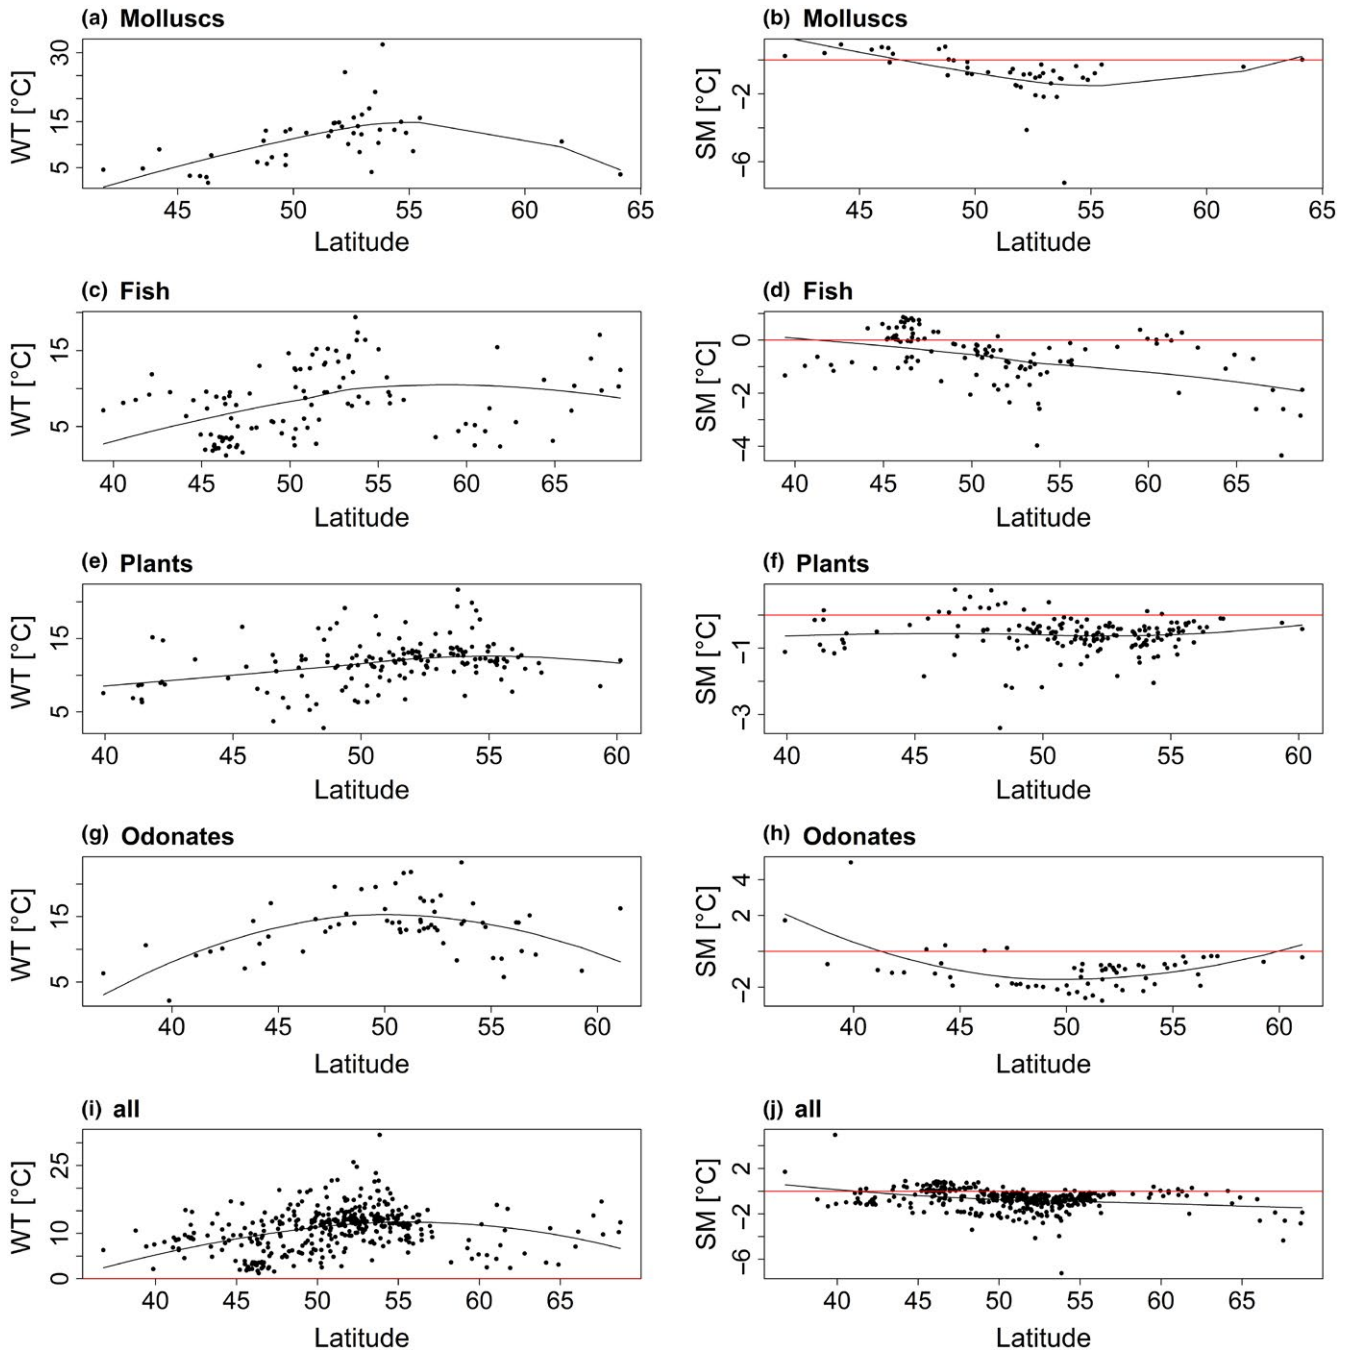 (a) Molluscs
WT [°C]
5 15 30
45 50 55 60 65
Latitude
(b) Molluscs
SM [°C]
−6 −2
45 50 55 60 65
Latitude
(c) Fish
WT [°C]
5 15
40 45 50 55 60 65
Latitude
(d) Fish
SM [°C]
−4 −2 0
40 45 50 55 60 65
Latitude
(e) Plants
WT [°C]
5 15
40 45 50 55 60
Latitude
(f) Plants
SM [°C]
−3 −1
40 45 50 55 60
Latitude
(g) Odonates
WT [°C]
5 15
40 45 50 55 60
Latitude
(h) Odonates
SM [°C]
−2 2 4
40 45 50 55 60
Latitude
(i) all
WT [°C]
0 10 25
40 45 50 55 60 65
Latitude
(j) all
SM [°C]
−6 −2 2
40 45 50 55 60 65
Latitude